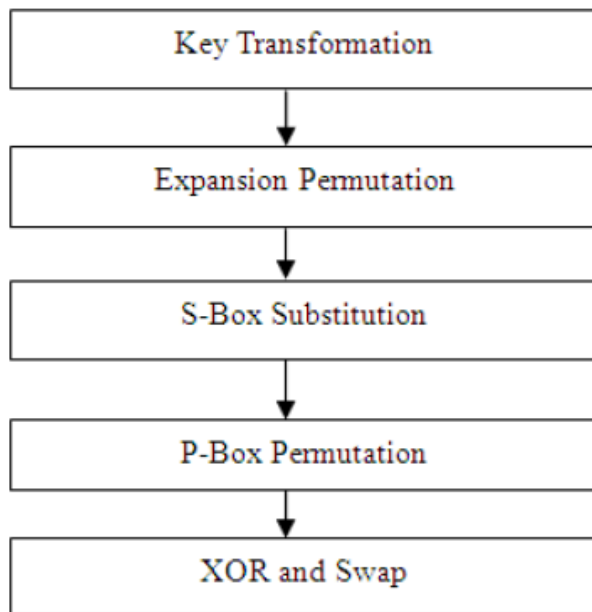 Key Transformation
Expansion Permutation
S-Box Substitution
P-Box Permutation
XOR and Swap